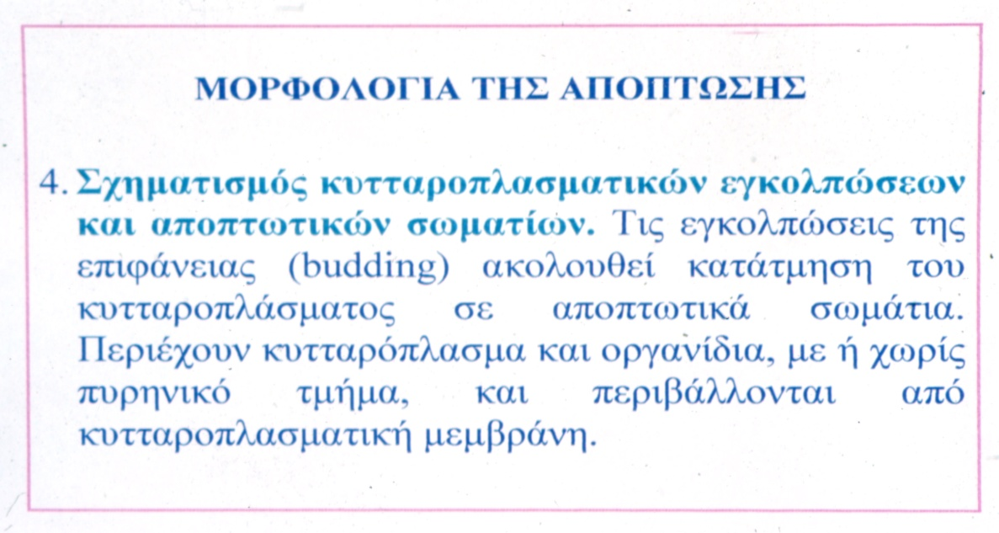 ΜΟΡΦΟΛΟΓΙΑ ΤΗΣ ΑΠΟΠΤΩΣΗΣ
4. Σχηματισμός κυτταροπλασματικών εγκολπώσεων
και αποπτωτικών σωματίων. Τις εγκολπώσεις της
επιφάνειας (budding) ακολουθεί κατάτμηση του
κυτταροπλάσματος σε αποπτωτικά σωμάτια.
Περιέχουν κυτταρόπλασμα και οργανίδια, με ή χωρίς
πυρηνικό τμήμα, και περιβάλλονται από
κυτταροπλασματική μεμβράνη.